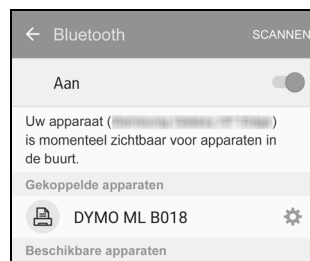 Bluetooth SCANNEN
Aan
Uw apparaat ( )
is momenteel zichtbaar voor apparaten in
de buurt.
Gekoppelde apparaten
DYMO ML B018
Beschikbare apparaten